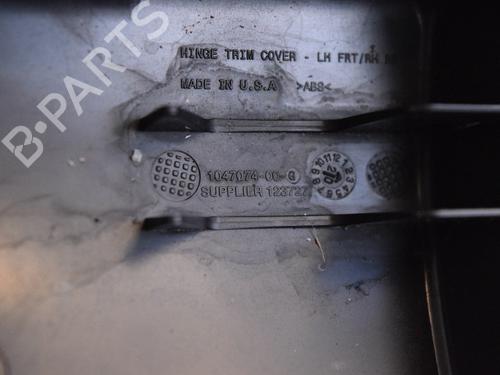 HINGE TRIM COVER - LH FRT/RH
MADE IN U.S.A >ABS<
1047074-00-G
SUPPLIER 123727
B-PARTS